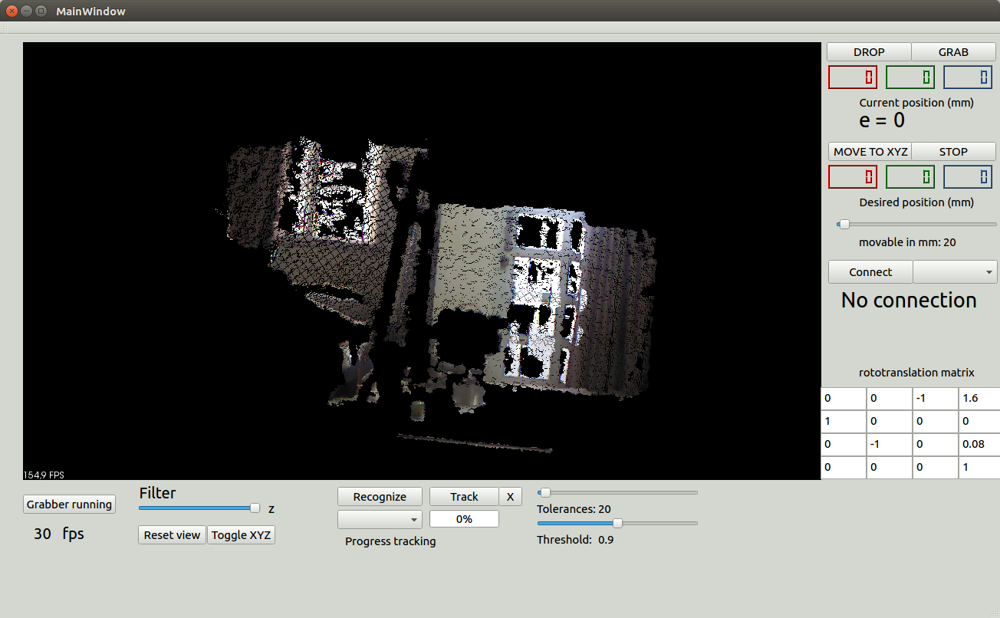 MainWindow
DROP GRAB
0 0 0
Current position (mm)
e = 0
MOVE TO XYZ STOP
0 0 0
Desired position (mm)
movable in mm: 20
Connect
No connection
rototranslation matrix
0 0 -1 1.6
1 0 0 0
0 -1 0 0.08
0 0 0 1
154,9 FPS
Grabber running
30 fps
Filter
z
Reset view Toggle XYZ
Recognize Track X
0%
Progress tracking
Tolerances: 20
Threshold: 0.9